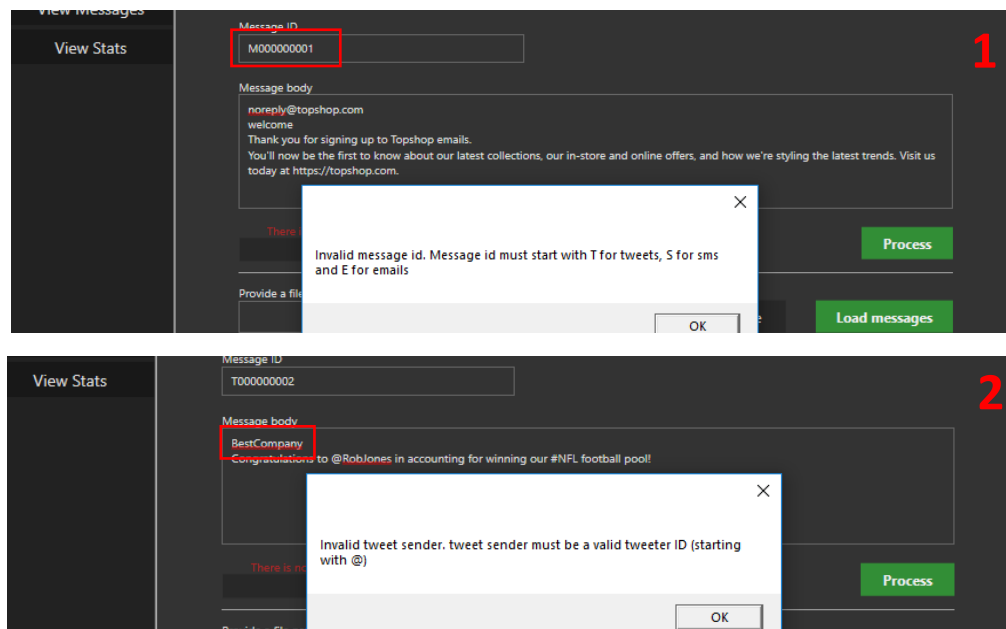 View Messages
Message ID
View Stats
M000000001
1
Message body
noreply@topshop.com
welcome
Thank you for signing up to Topshop emails.
You'll now be the first to know about our latest collections, our in-store and online offers, and how we're styling the latest trends. Visit us
today at https://topshop.com.
There
Process
Invalid message id. Message id must start with T for tweets, S for sms
and E for emails
Provide a file
Load messages
OK
Message ID
View Stats
T000000002
2
Message body
BestCompany
Congratulations to @RobJones in accounting for winning our #NFL football pool!
Invalid tweet sender. tweet sender must be a valid tweeter ID (starting
with @)
There is no
Process
OK